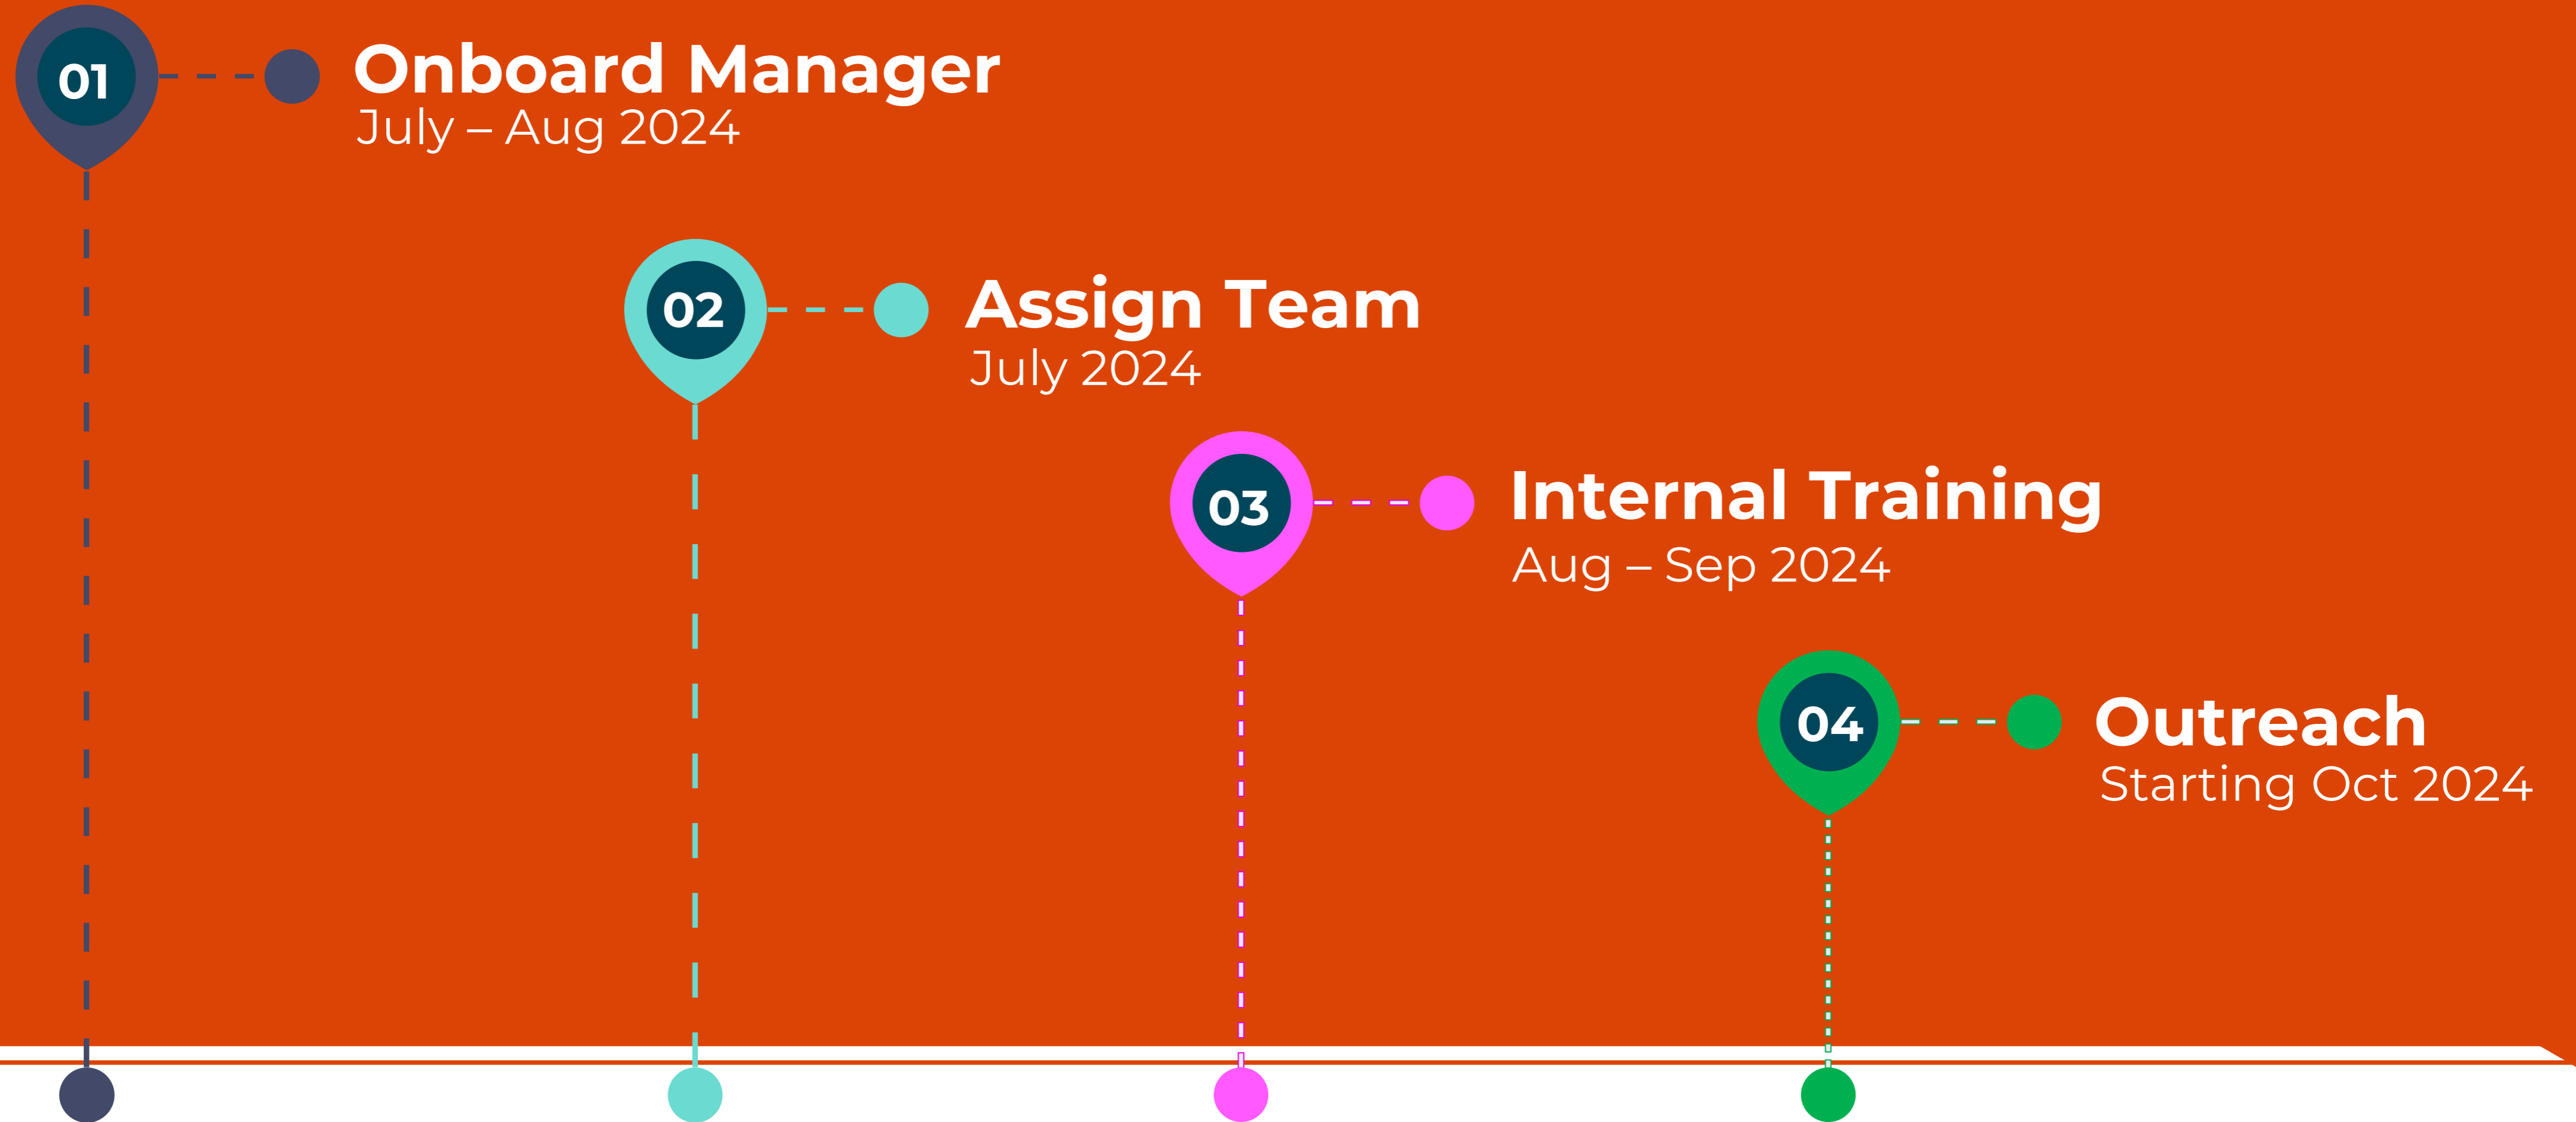 01
Onboard Manager
July – Aug 2024
02
Assign Team
July 2024
03
Internal Training
Aug – Sep 2024
04
Outreach
Starting Oct 2024